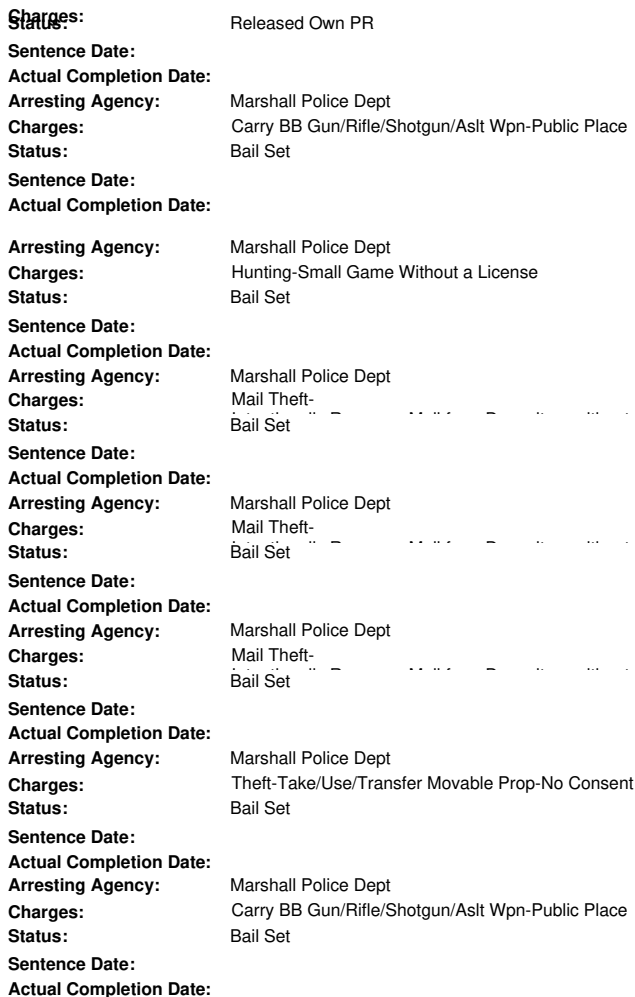 Charges:
Status: Released Own PR
Sentence Date:
Actual Completion Date:
Arresting Agency: Marshall Police Dept
Charges: Carry BB Gun/Rifle/Shotgun/Aslt Wpn-Public Place
Status: Bail Set
Sentence Date:
Actual Completion Date:
Arresting Agency: Marshall Police Dept
Charges: Hunting-Small Game Without a License
Status: Bail Set
Sentence Date:
Actual Completion Date:
Arresting Agency: Marshall Police Dept
Charges: Mail Theft-
Status: Bail Set
Sentence Date:
Actual Completion Date:
Arresting Agency: Marshall Police Dept
Charges: Mail Theft-
Status: Bail Set
Sentence Date:
Actual Completion Date:
Arresting Agency: Marshall Police Dept
Charges: Mail Theft-
Status: Bail Set
Sentence Date:
Actual Completion Date:
Arresting Agency: Marshall Police Dept
Charges: Theft-Take/Use/Transfer Movable Prop-No Consent
Status: Bail Set
Sentence Date:
Actual Completion Date:
Arresting Agency: Marshall Police Dept
Charges: Carry BB Gun/Rifle/Shotgun/Aslt Wpn-Public Place
Status: Bail Set
Sentence Date:
Actual Completion Date: